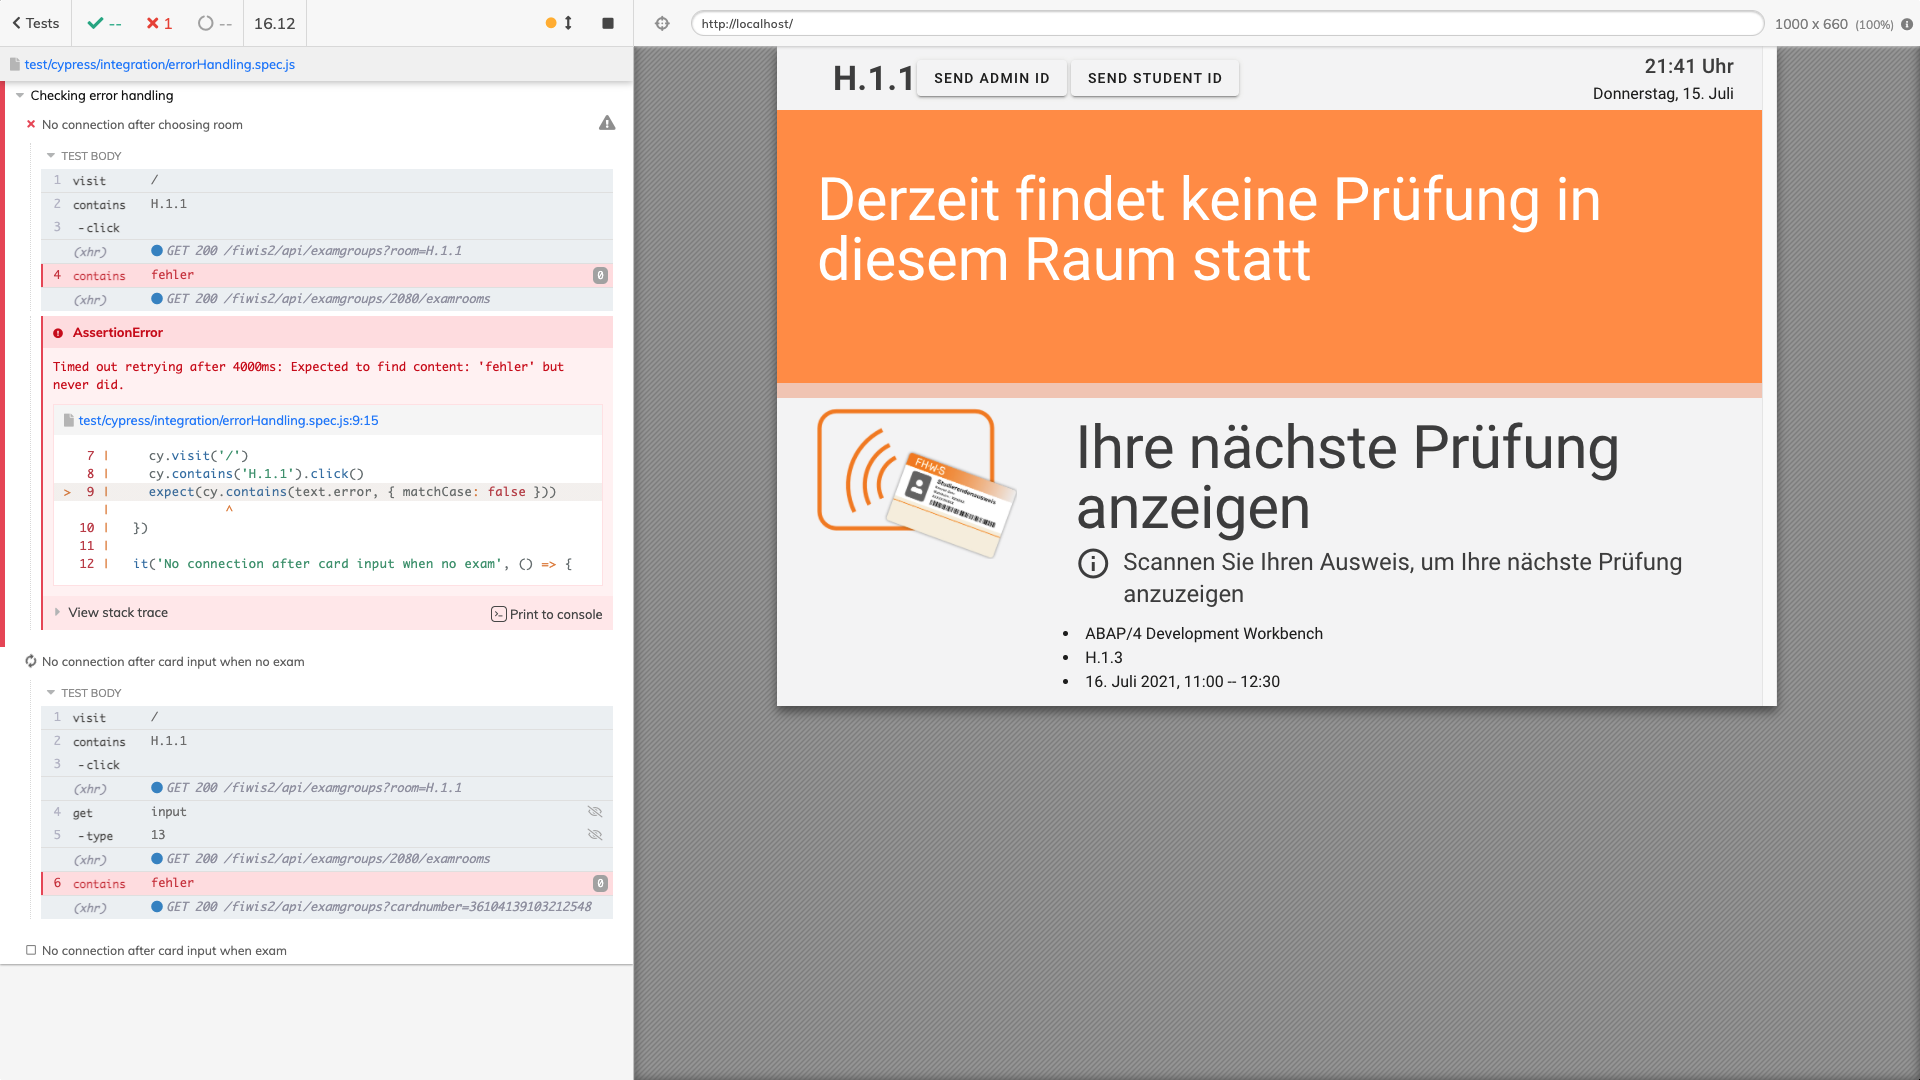 Tests
--
1
--
16.12
http://localhost/
1000 x 660 (100%)
test/cypress/integration/errorHandling.spec.js
Checking error handling
No connection after choosing room
TEST BODY
1 visit /
2 contains H.1.1
3 -click
(xhr) GET 200 /fiwis2/api/examgroups?room=H.1.1
4 contains fehler 0
(xhr) GET 200 /fiwis2/api/examgroups/2080/examrooms
AssertionError
Timed out retrying after 4000ms: Expected to find content: 'fehler' but
never did.
test/cypress/integration/errorHandling.spec.js:9:15
7 | cy.visit('/')
8 | cy.contains('H.1.1').click()
> 9 | expect(cy.contains(text.error, { matchCase: false }))
| ^
10 | })
11 |
12 | it('No connection after card input when no exam', () => {
View stack trace
Print to console
No connection after card input when no exam
TEST BODY
1 visit /
2 contains H.1.1
3 -click
(xhr) GET 200 /fiwis2/api/examgroups?room=H.1.1
4 get input
5 -type 13
(xhr) GET 200 /fiwis2/api/examgroups/2080/examrooms
6 contains fehler 0
(xhr) GET 200 /fiwis2/api/examgroups?cardnumber=36104139103212548
No connection after card input when exam
H.1.1
SEND ADMIN ID
SEND STUDENT ID
21:41 Uhr
Donnerstag, 15. Juli
Derzeit findet keine Prüfung in
diesem Raum statt
FHW-S
Studierendenausweis
Ihre nächste Prüfung
anzeigen
Scannen Sie Ihren Ausweis, um Ihre nächste Prüfung
anzuzeigen
• ABAP/4 Development Workbench
• H.1.3
• 16. Juli 2021, 11:00 -- 12:30